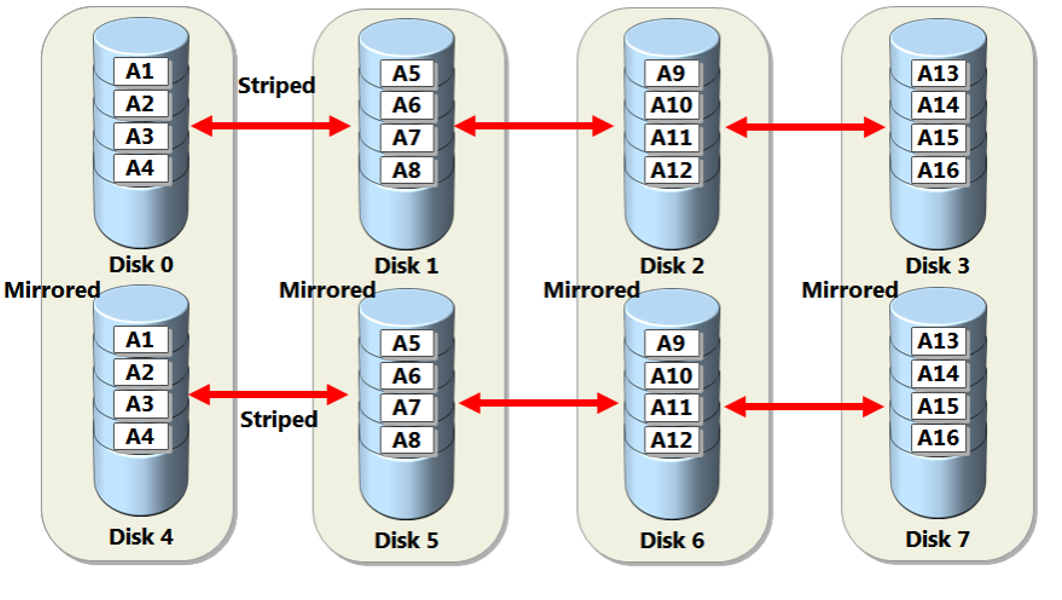 A1
A2
A3
A4
Disk 0
Striped
A5
A6
A7
A8
Disk 1
A9
A10
A11
A12
Disk 2
A13
A14
A15
A16
Disk 3
Mirrored
Mirrored
Mirrored
Mirrored
A1
A2
A3
A4
Disk 4
Striped
A5
A6
A7
A8
Disk 5
A9
A10
A11
A12
Disk 6
A13
A14
A15
A16
Disk 7